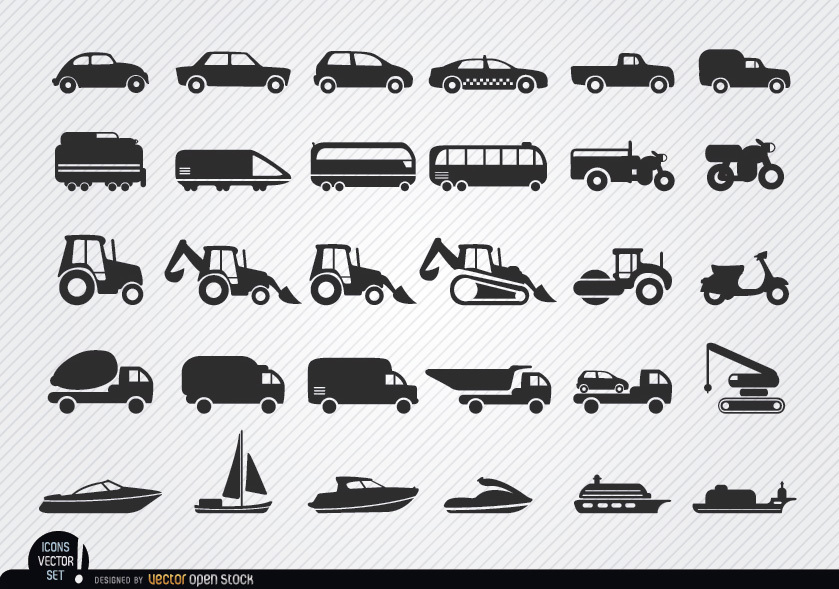 ICONS
VECTOR
SET
!
DESIGNED BY vector open stock